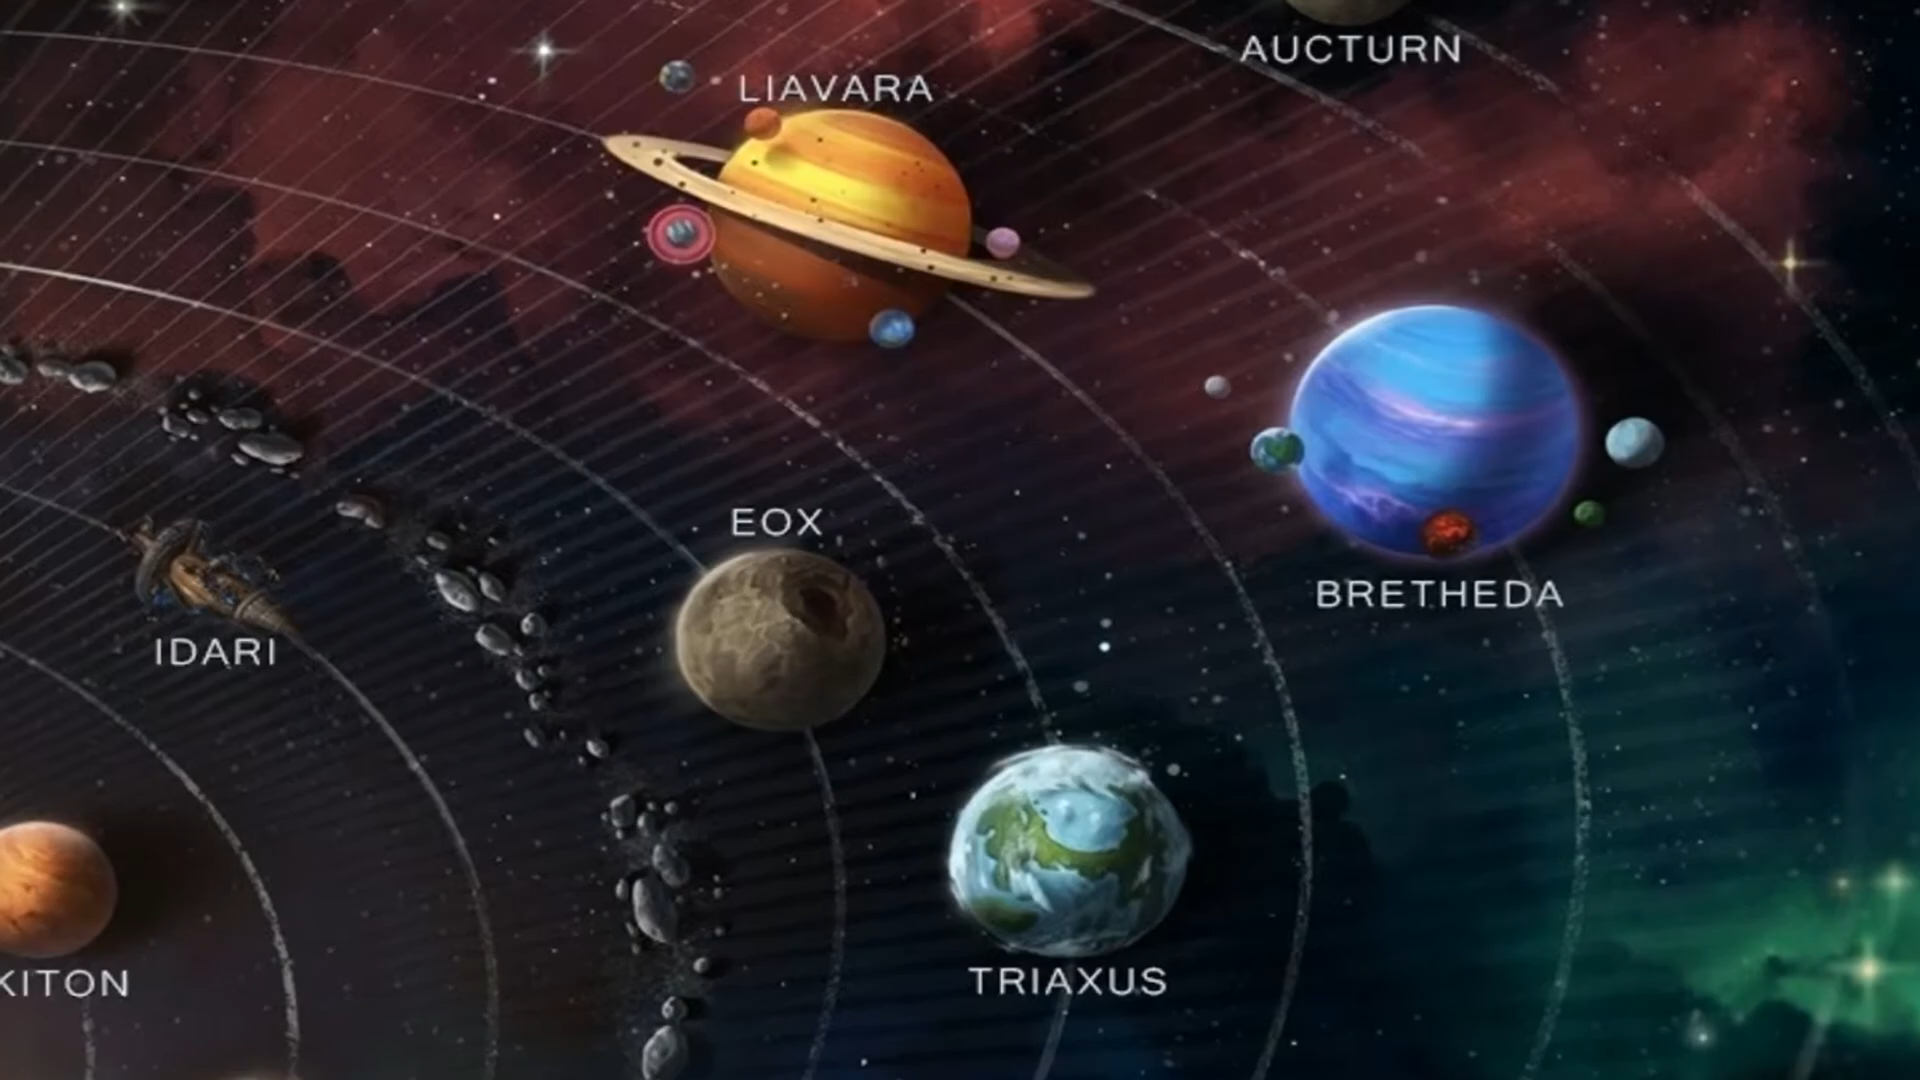 AUCTURN
LIAVARA
EOX
BRETHEDA
IDARI
KITON
TRIAXUS